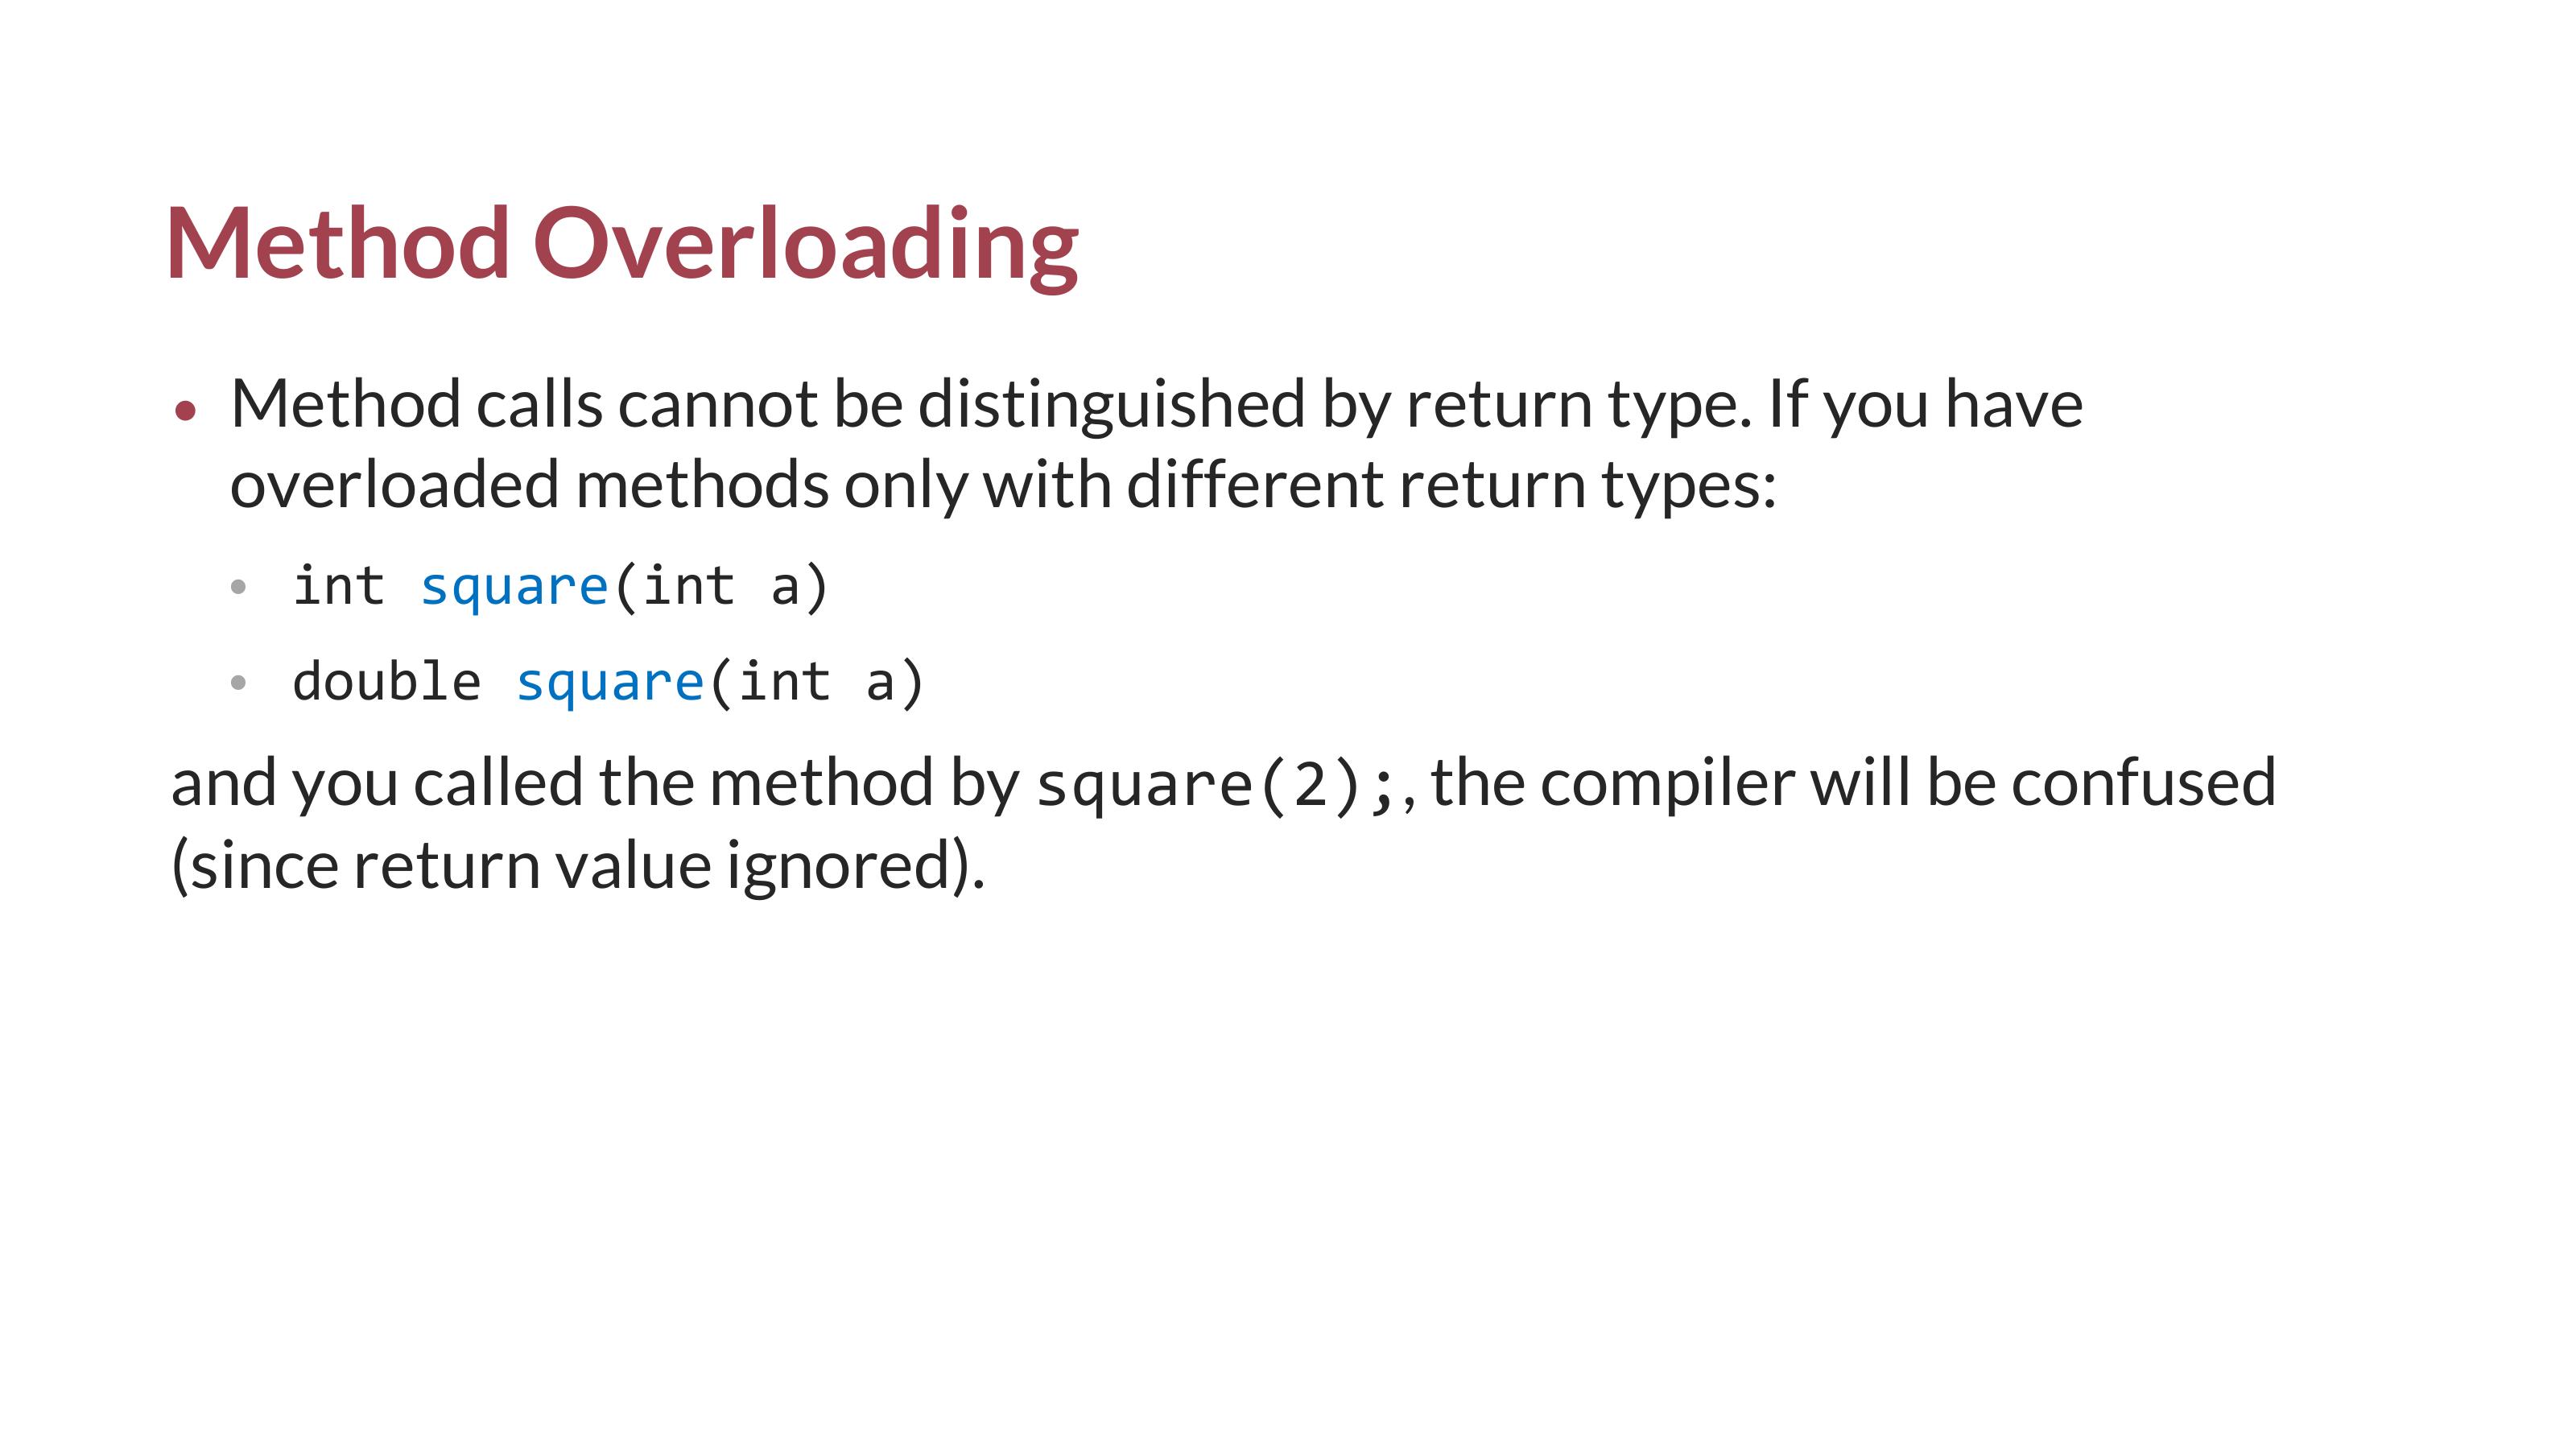 Method Overloading
• Method calls cannot be distinguished by return type. If you have
overloaded methods only with different return types:
• int square(int a)
• double square(int a)
and you called the method by square(2);, the compiler will be confused
(since return value ignored).